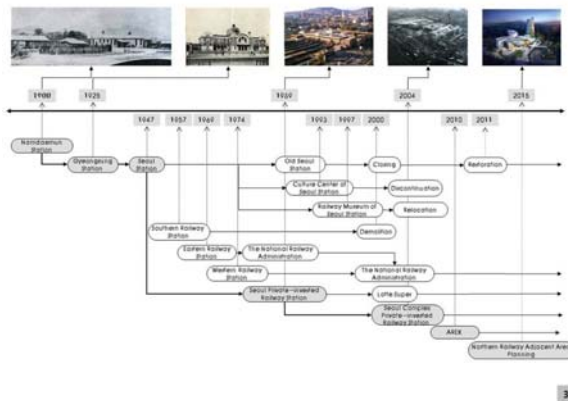 1900
1925
1989
2004
2015
1947
1957
1969
1974
1993
1997
2000
2010
2011
Namdaemun
Station
Gyeongsung
Station
Seoul
Station
Old Seoul
Station
Closing
Restoration
Culture Center of
Seoul Station
Discontinuation
Railway Museum of
Seoul Station
Relocation
Southern Railway
Station
Demolition
Eastern Railway
Station
The National Railway
Administration
Western Railway
Station
The National Railway
Administration
Seoul Private-invested
Railway Station
Lotte Super
Seoul Complex
Private-invested
Railway Station
AREX
Northern Railway Adjacent Area
Planning
3